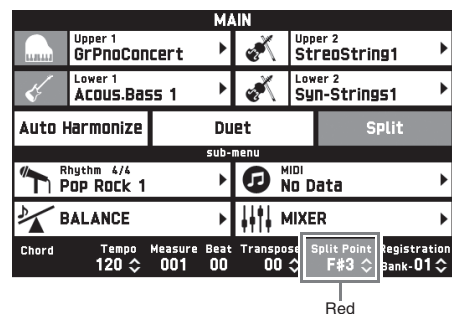 MAIN
Upper 1
GrPnoConcert
Upper 2
StreoString1
Lower 1
Acous.Bass 1
Lower 2
Syn-Strings1
Auto Harmonize
Duet
Split
sub-menu
Rhythm 4/4
Pop Rock 1
MIDI
No Data
BALANCE
MIXER
Chord
Tempo
120
Measure
001
Beat
00
Transpose
00
Split Point
F#3
Registration
Bank-01
Red